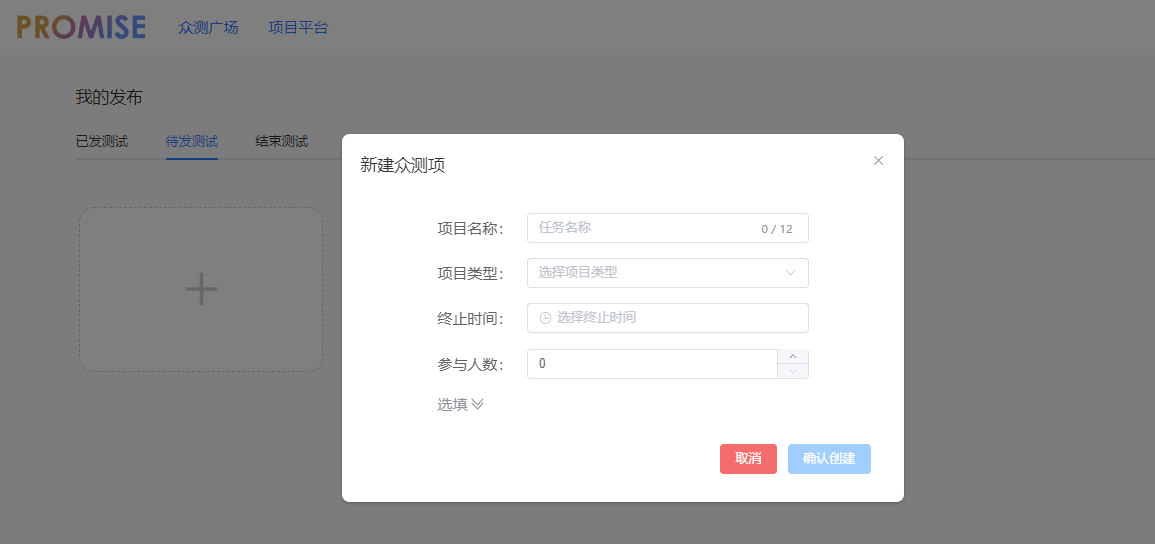 PROMISE 众测广场 项目平台
我的发布
已发测试 待发测试 结束测试
新建众测项
项目名称： 任务名称 0 / 12
项目类型： 选择项目类型
终止时间： 选择终止时间
参与人数： 0
选填
取消 确认创建